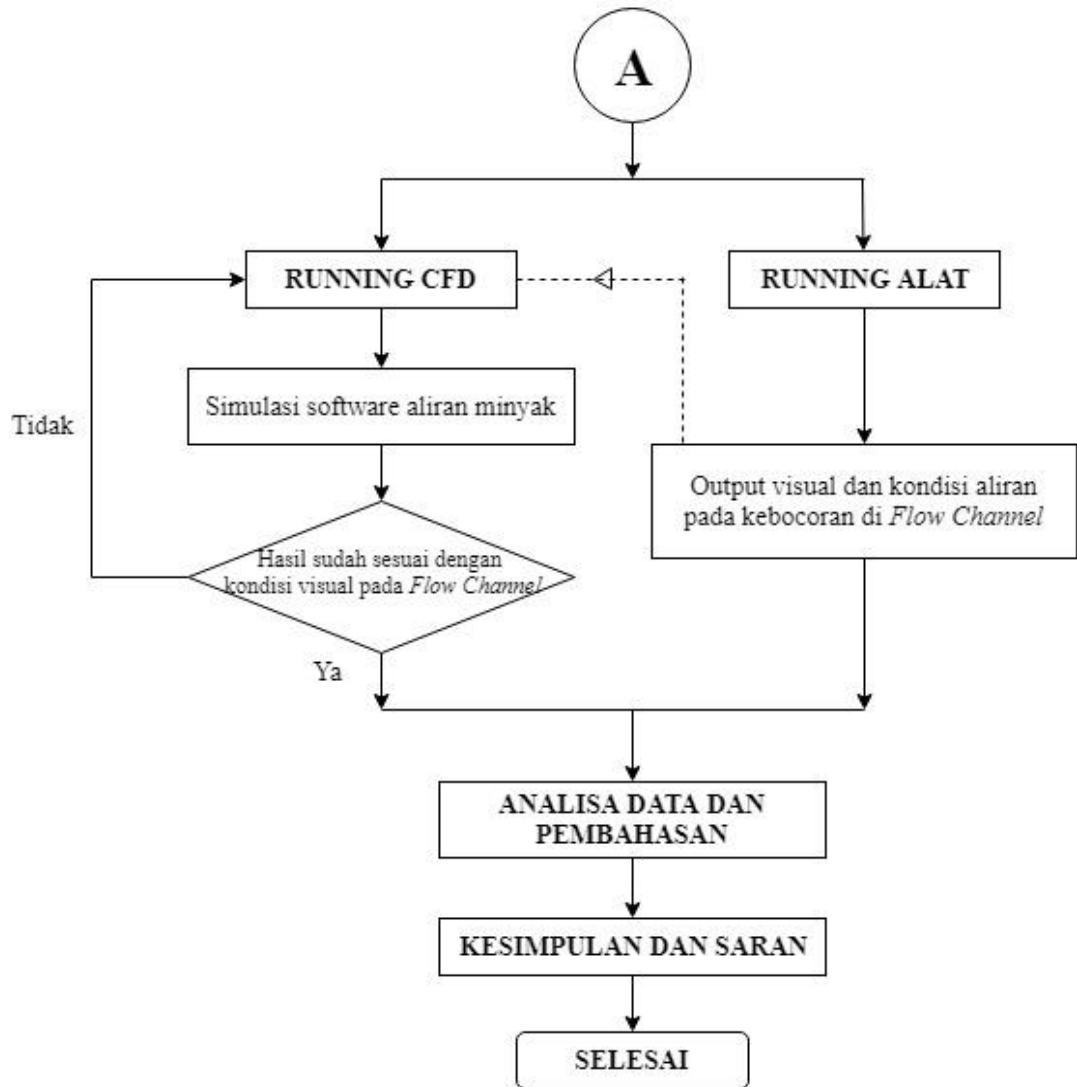 A
RUNNING CFD
RUNNING ALAT
Simulasi software aliran minyak
Tidak
Output visual dan kondisi aliran
pada kebocoran di Flow Channel
Hasil sudah sesuai dengan
kondisi visual pada Flow Channel
Ya
ANALISA DATA DAN
PEMBAHASAN
KESIMPULAN DAN SARAN
SELESAI